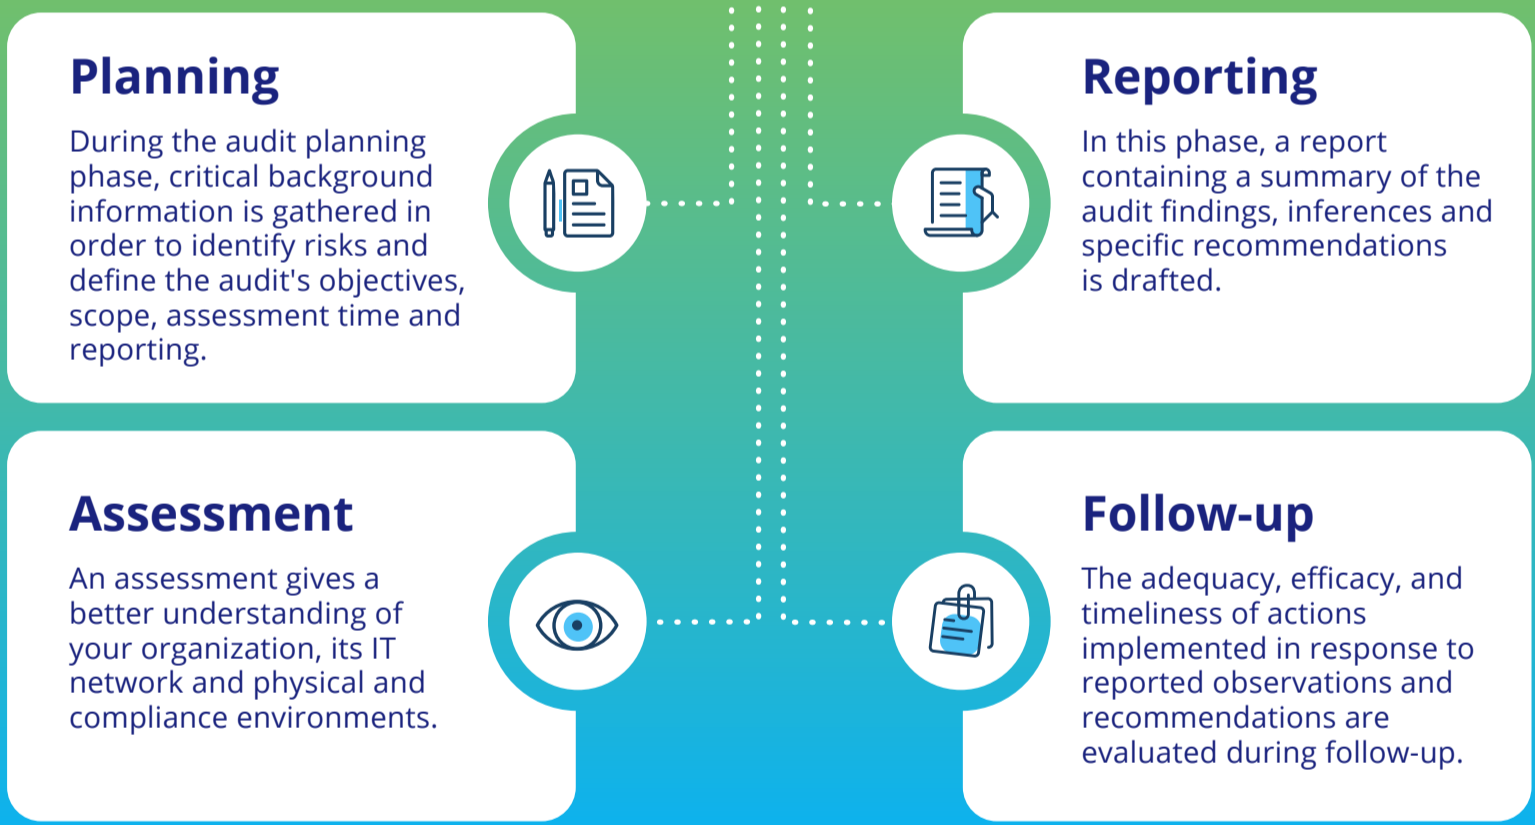 Planning
During the audit planning
phase, critical background
information is gathered in
order to identify risks and
define the audit's objectives,
scope, assessment time and
reporting.
Assessment
An assessment gives a
better understanding of
your organization, its IT
network and physical and
compliance environments.
Reporting
In this phase, a report
containing a summary of the
audit findings, inferences and
specific recommendations
is drafted.
Follow-up
The adequacy, efficacy, and
timeliness of actions
implemented in response to
reported observations and
recommendations are
evaluated during follow-up.